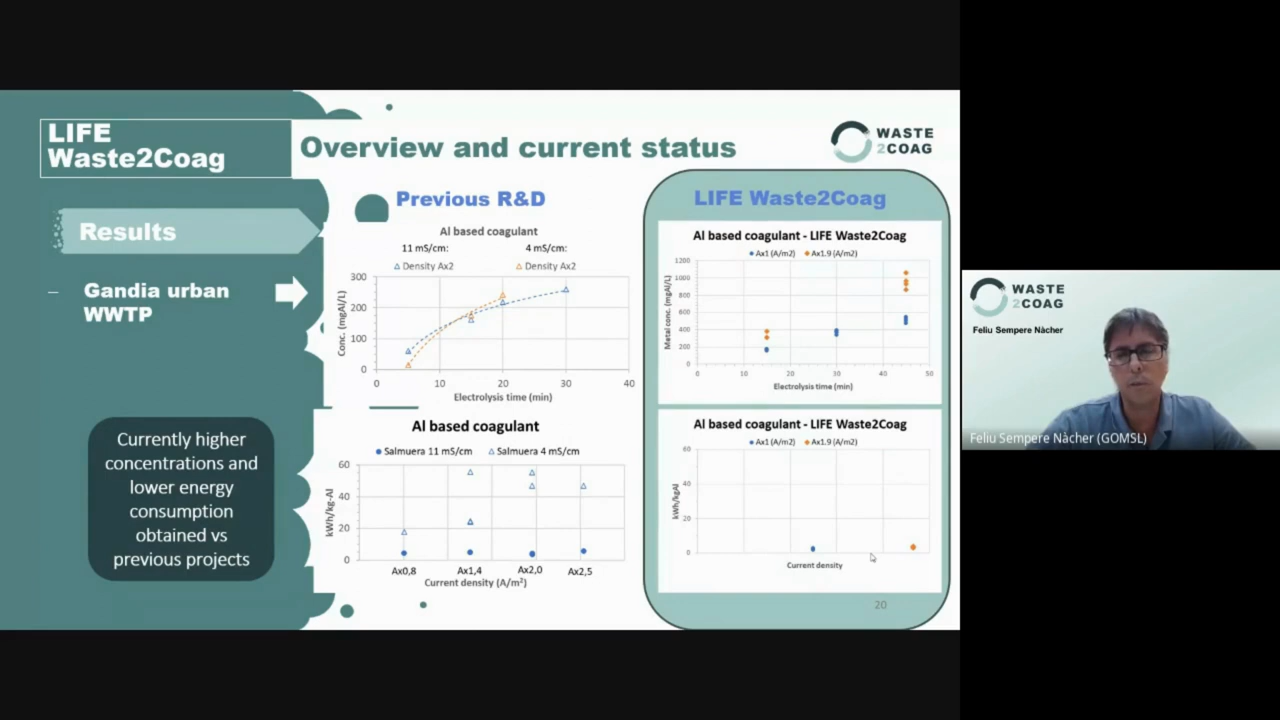 LIFE
Waste2Coag
Overview and current status
WASTE
2COAG
Results
– Gandia urban
WWTP
Currently higher
concentrations and
lower energy
consumption
obtained vs
previous projects
Previous R&D
Al based coagulant
11 mS/cm:
4 mS/cm:
Density Ax2
Density Ax2
300
200
100
0
Conc. (mgAl/L)
0 10 20 30 40
Electrolysis time (min)
Al based coagulant
Salmuera 11 mS/cm
Salmuera 4 mS/cm
60
40
20
0
kWh/kg-Al
Ax0,8 Ax1,4 Ax2,0 Ax2,5
Current density (A/m²)
LIFE Waste2Coag
Al based coagulant - LIFE Waste2Coag
Ax1 (A/m2)
Ax1.9 (A/m2)
1200
1000
800
600
400
200
0
Metal conc. (mgAl/L)
0 10 20 30 40 50
Electrolysis time (min)
Al based coagulant - LIFE Waste2Coag
Ax1 (A/m2)
Ax1.9 (A/m2)
60
40
20
0
kWh/kgAl
Current density
20
WASTE
2COAG
Feliu Sempere Nàcher
Feliu Sempere Nàcher (GOMSL)